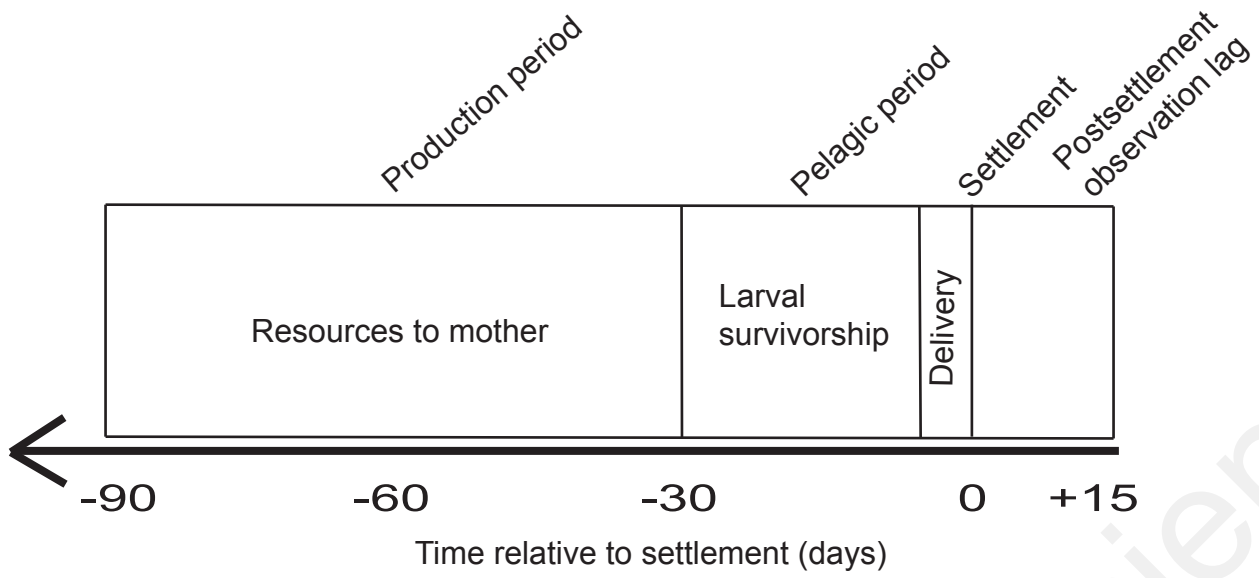 Production period
Pelagic period
Settlement
Postsettlement
observation lag
Resources to mother
Larval
survivorship
Delivery
-90
-60
-30
0
+15
Time relative to settlement (days)